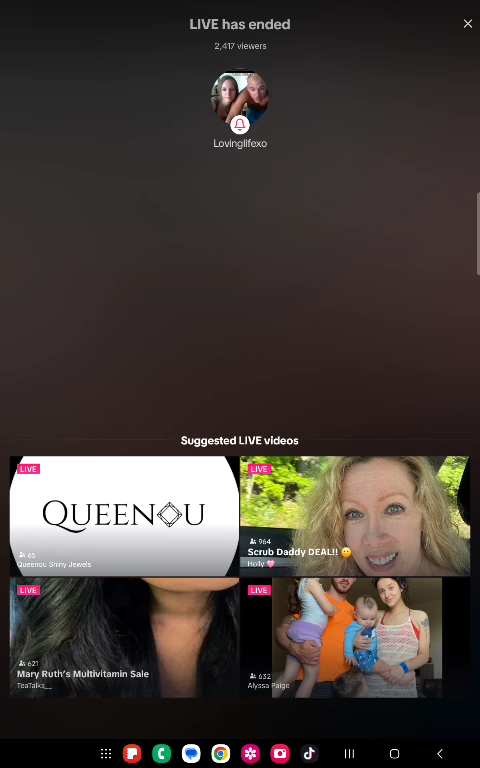 LIVE has ended
2,417 viewers
Lovinglifexo
Suggested LIVE videos
LIVE
QUEENOU
65
Queenou Shiny Jewels
LIVE
964
Scrub Daddy DEAL!! 🫠
Holly 🩷
LIVE
621
Mary Ruth's Multivitamin Sale
TeaTalks__
LIVE
632
Alyssa Paige